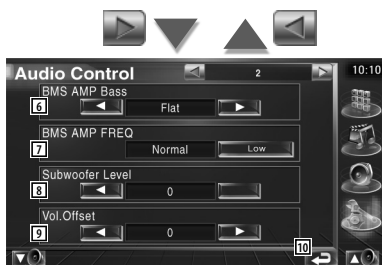 Audio Control 2 10:10
BMS AMP Bass
6 Flat
BMS AMP FREQ
7 Normal Low
Subwoofer Level
8 0
Vol.Offset
9 0
10